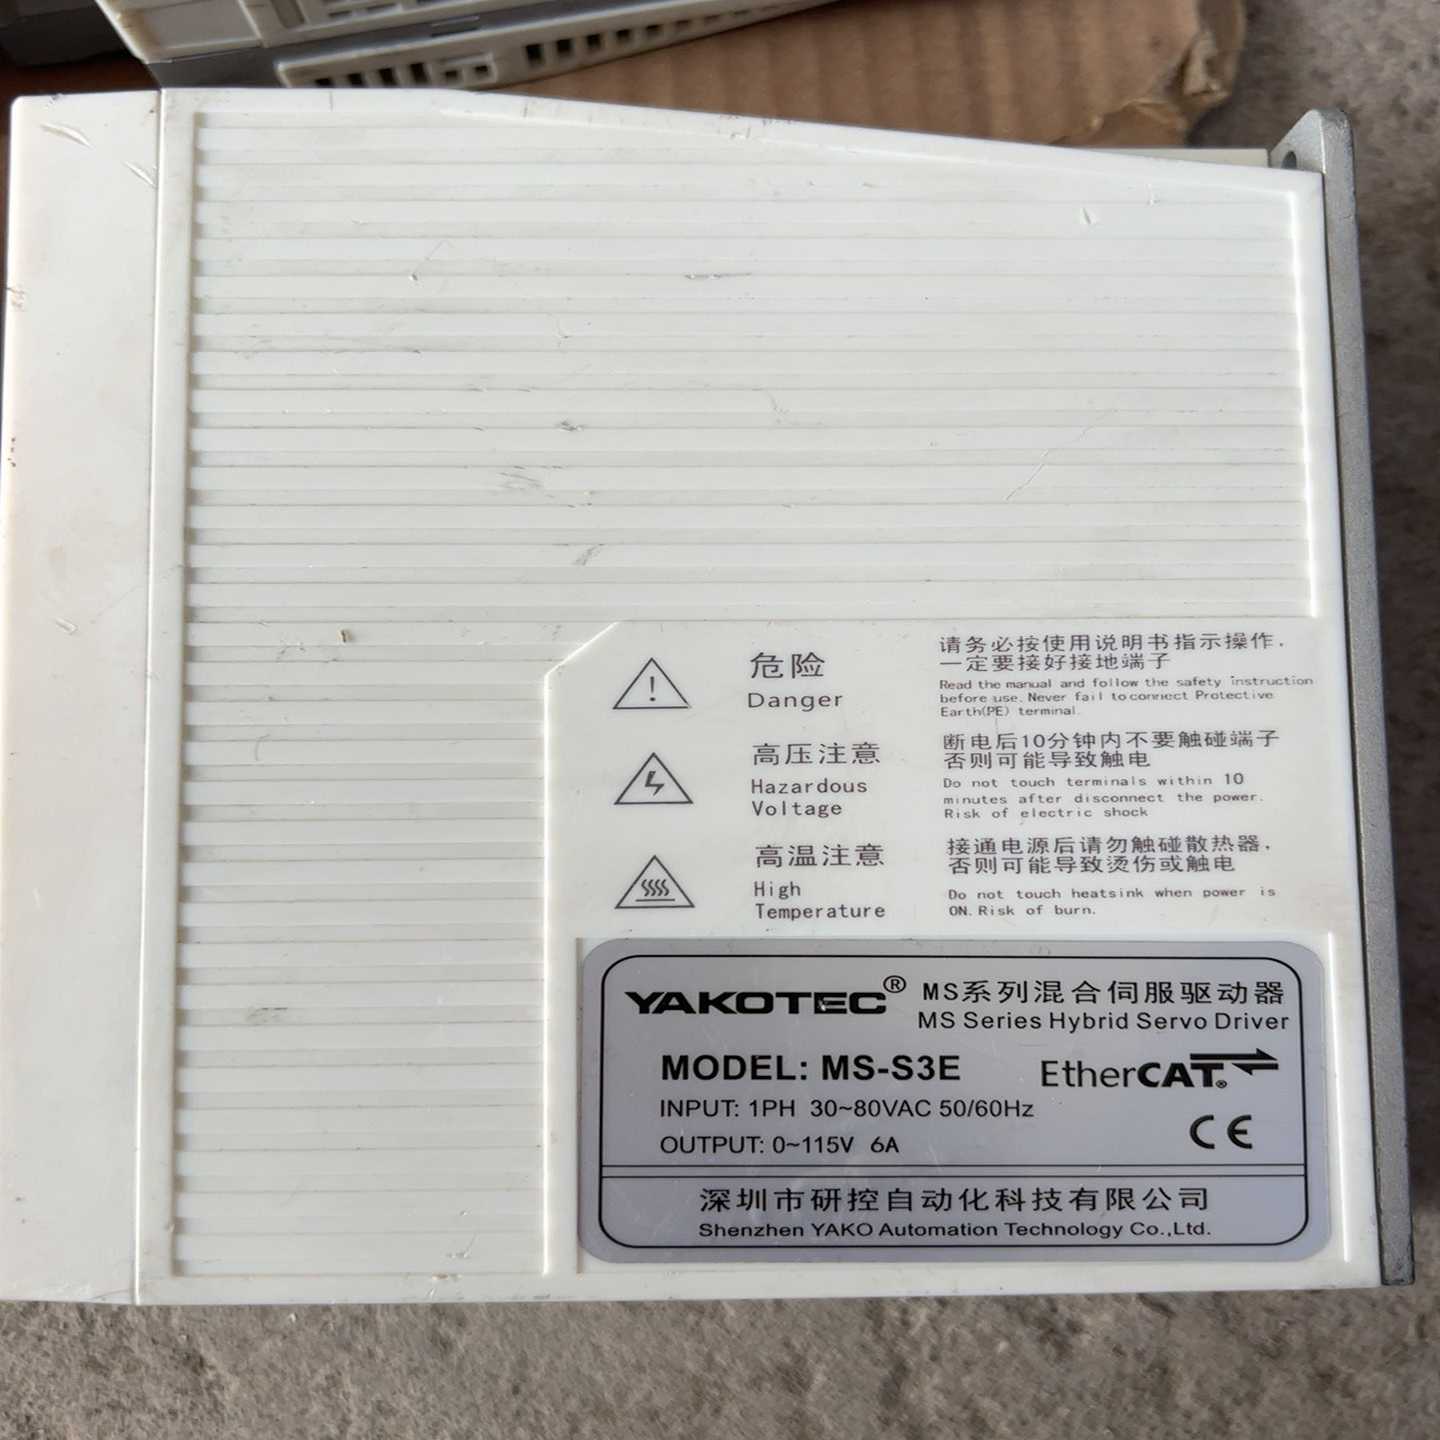 危险
Danger
请务必按使用说明书指示操作，
一定要接好接地端子
Read the manual and follow the safety instruction
before use. Never fail to connect Protective
Earth(PE) terminal.
高压注意
Hazardous
Voltage
断电后10分钟内不要触碰端子
否则可能导致触电
Do not touch terminals within 10
minutes after disconnect the power.
Risk of electric shock
高温注意
High
Temperature
接通电源后请勿触碰散热器，
否则可能导致烫伤或触电
Do not touch heatsink when power is
ON. Risk of burn.
YAKOTEC® MS系列混合伺服驱动器
MS Series Hybrid Servo Driver
MODEL: MS-S3E EtherCAT®
INPUT: 1PH 30~80VAC 50/60Hz
OUTPUT: 0~115V 6A CE
深圳市研控自动化科技有限公司
Shenzhen YAKO Automation Technology Co.,Ltd.